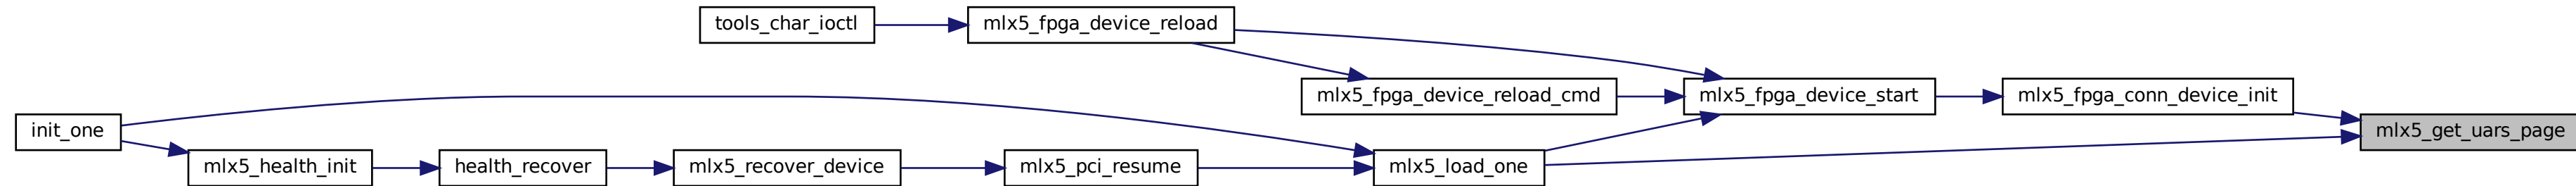 tools_char_ioctl
mlx5_fpga_device_reload
mlx5_fpga_device_reload_cmd
mlx5_fpga_device_start
mlx5_fpga_conn_device_init
init_one
mlx5_get_uars_page
mlx5_health_init
health_recover
mlx5_recover_device
mlx5_pci_resume
mlx5_load_one